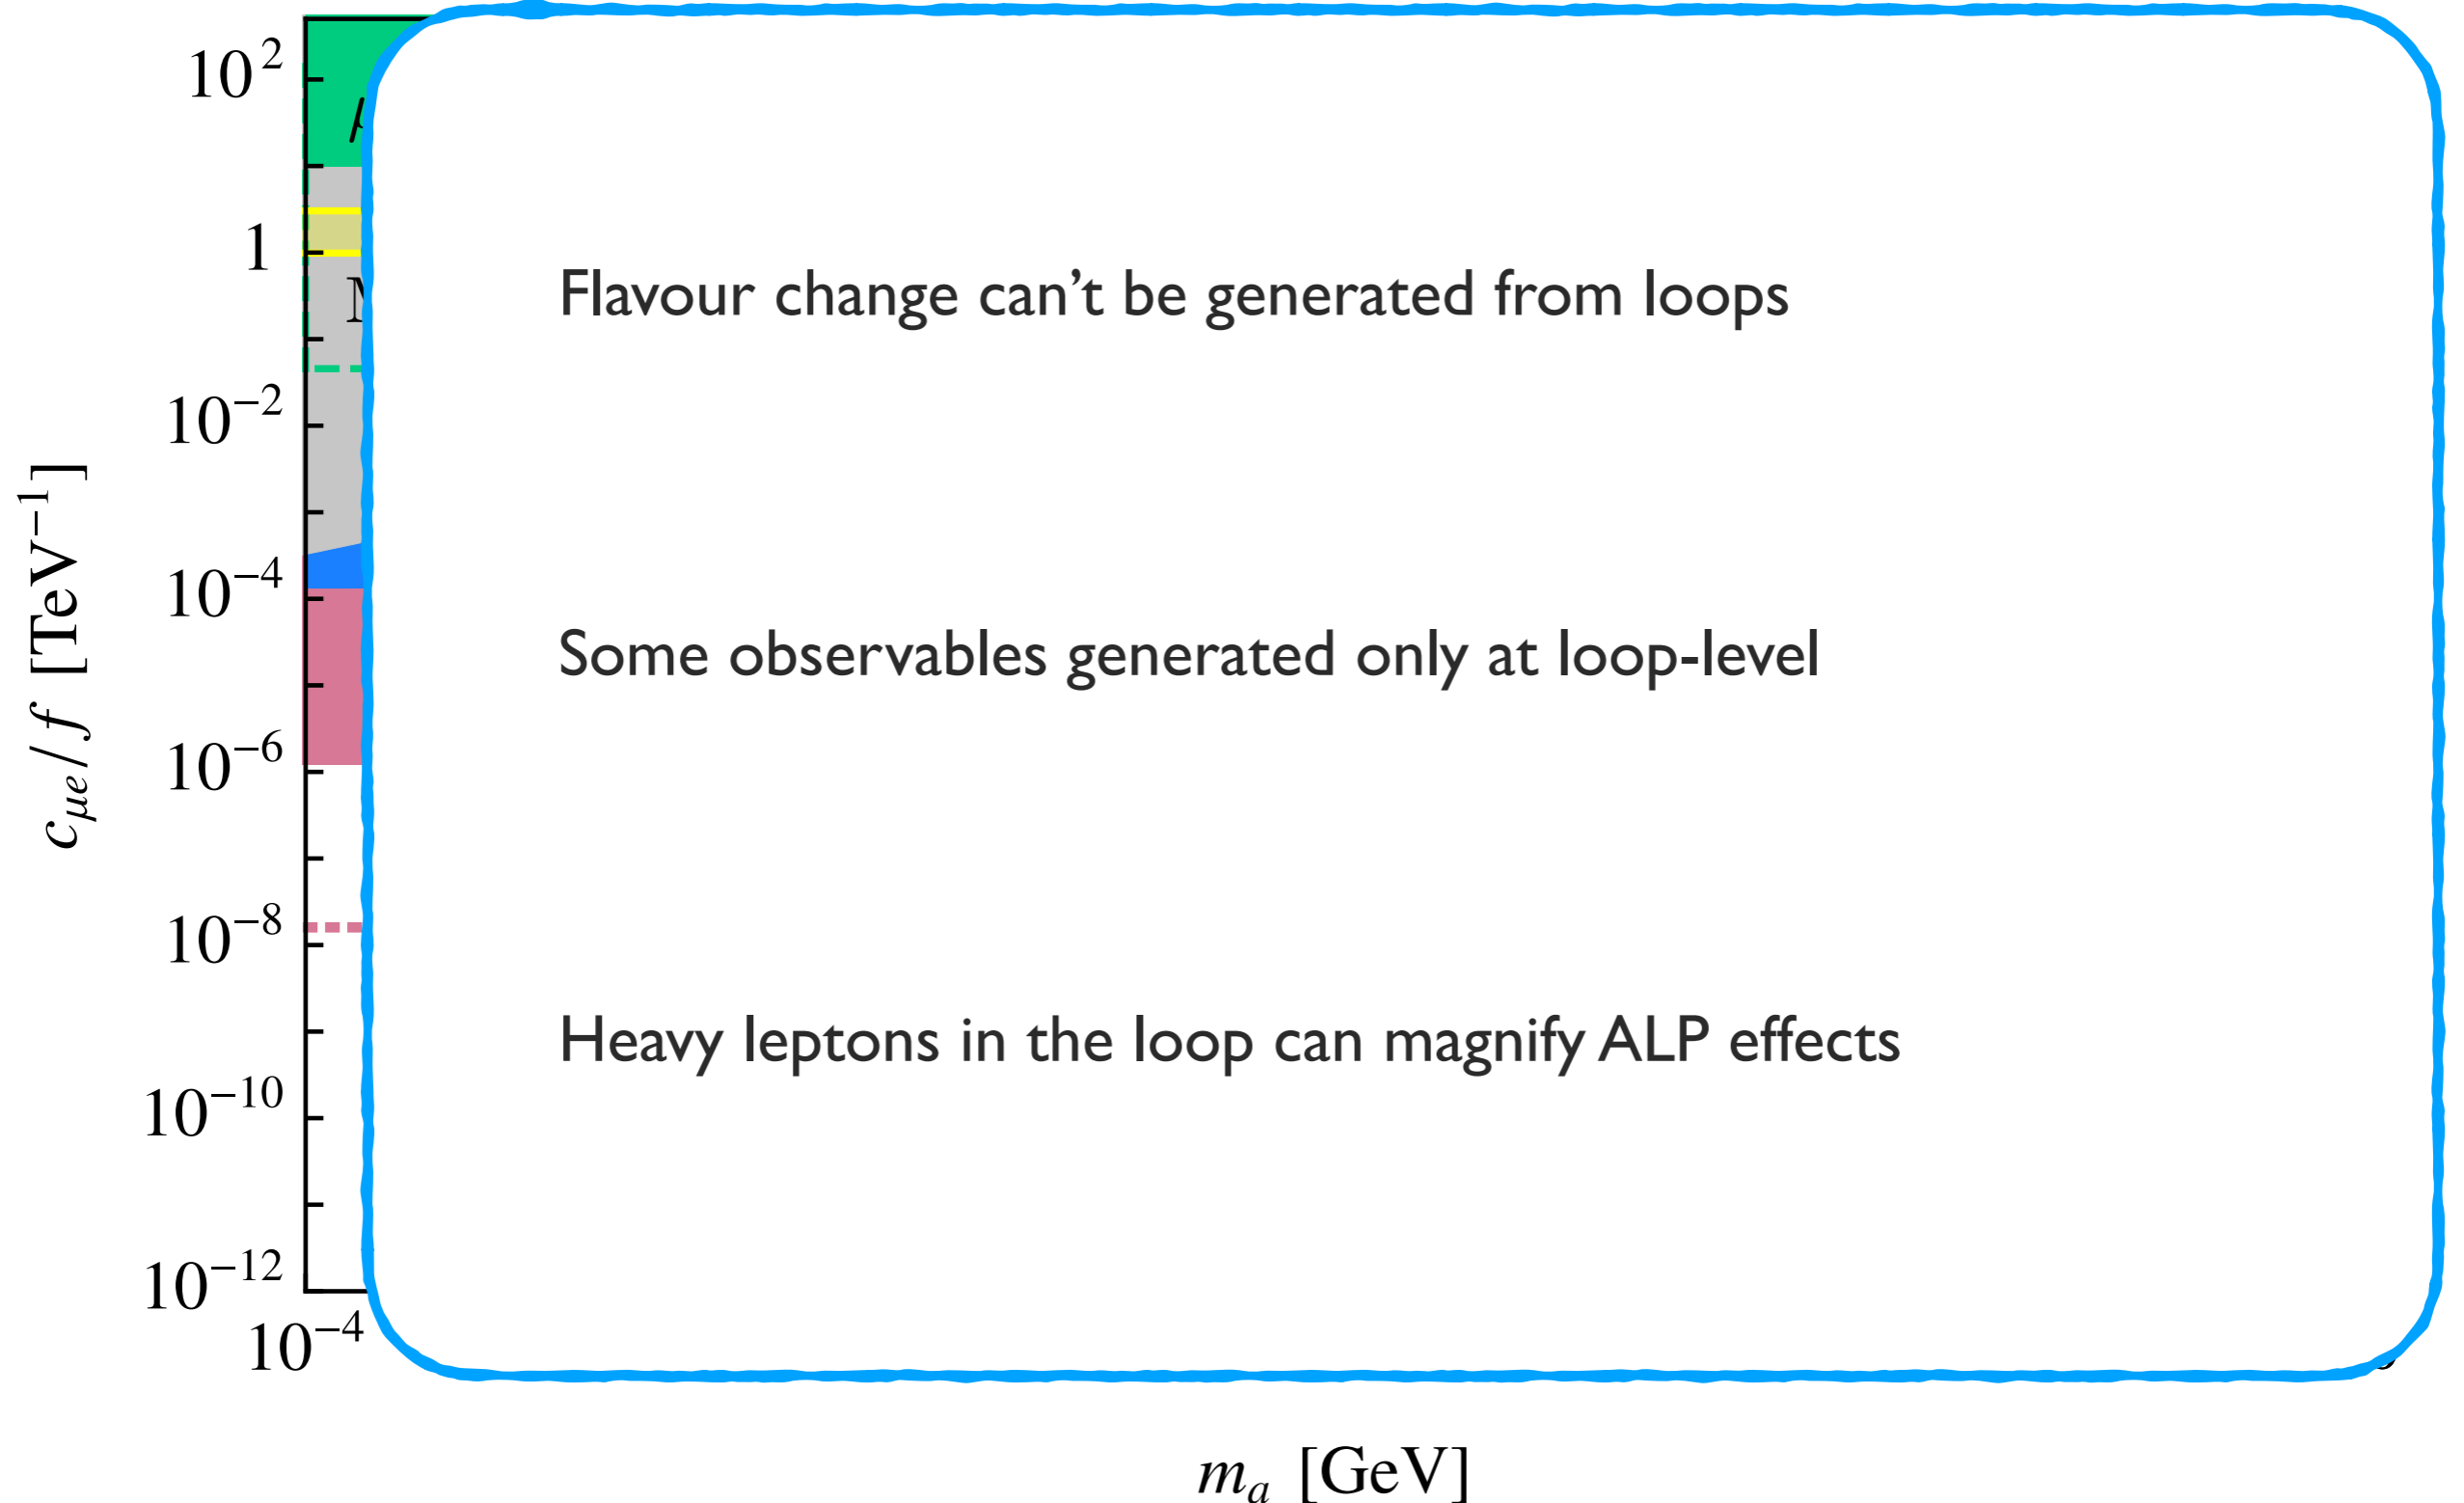 10²
1
10⁻²
10⁻⁴
10⁻⁶
10⁻⁸
10⁻¹⁰
10⁻¹²
c_μe/f [TeV⁻¹]
Flavour change can’t be generated from loops
Some observables generated only at loop-level
Heavy leptons in the loop can magnify ALP effects
10⁻⁴
m_a [GeV]